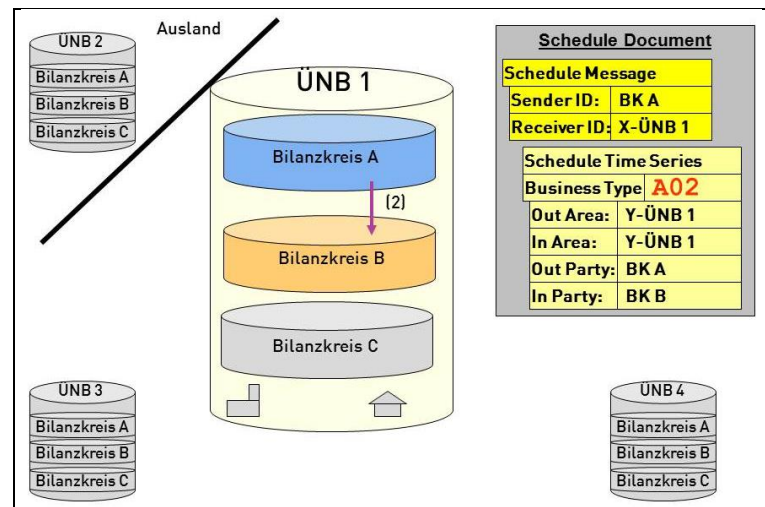 ÜNB 2
Bilanzkreis A
Bilanzkreis B
Bilanzkreis C
Ausland
ÜNB 1
Bilanzkreis A
(2)
Bilanzkreis B
Bilanzkreis C
Schedule Document
Schedule Message
Sender ID: BK A
Receiver ID: X-ÜNB 1
Schedule Time Series
Business Type A02
Out Area: Y-ÜNB 1
In Area: Y-ÜNB 1
Out Party: BK A
In Party: BK B
ÜNB 3
Bilanzkreis A
Bilanzkreis B
Bilanzkreis C
ÜNB 4
Bilanzkreis A
Bilanzkreis B
Bilanzkreis C